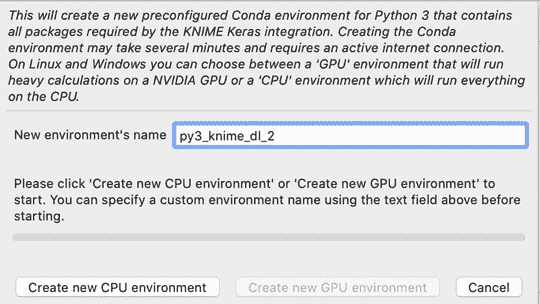 This will create a new preconfigured Conda environment for Python 3 that contains
all packages required by the KNIME Keras integration. Creating the Conda
environment may take several minutes and requires an active internet connection.
On Linux and Windows you can choose between a 'GPU' environment that will run
heavy calculations on a NVIDIA GPU or a 'CPU' environment which will run everything
on the CPU.
New environment's name py3_knime_dl_2
Please click 'Create new CPU environment' or 'Create new GPU environment' to
start. You can specify a custom environment name using the text field above before
starting.
Create new CPU environment Create new GPU environment Cancel